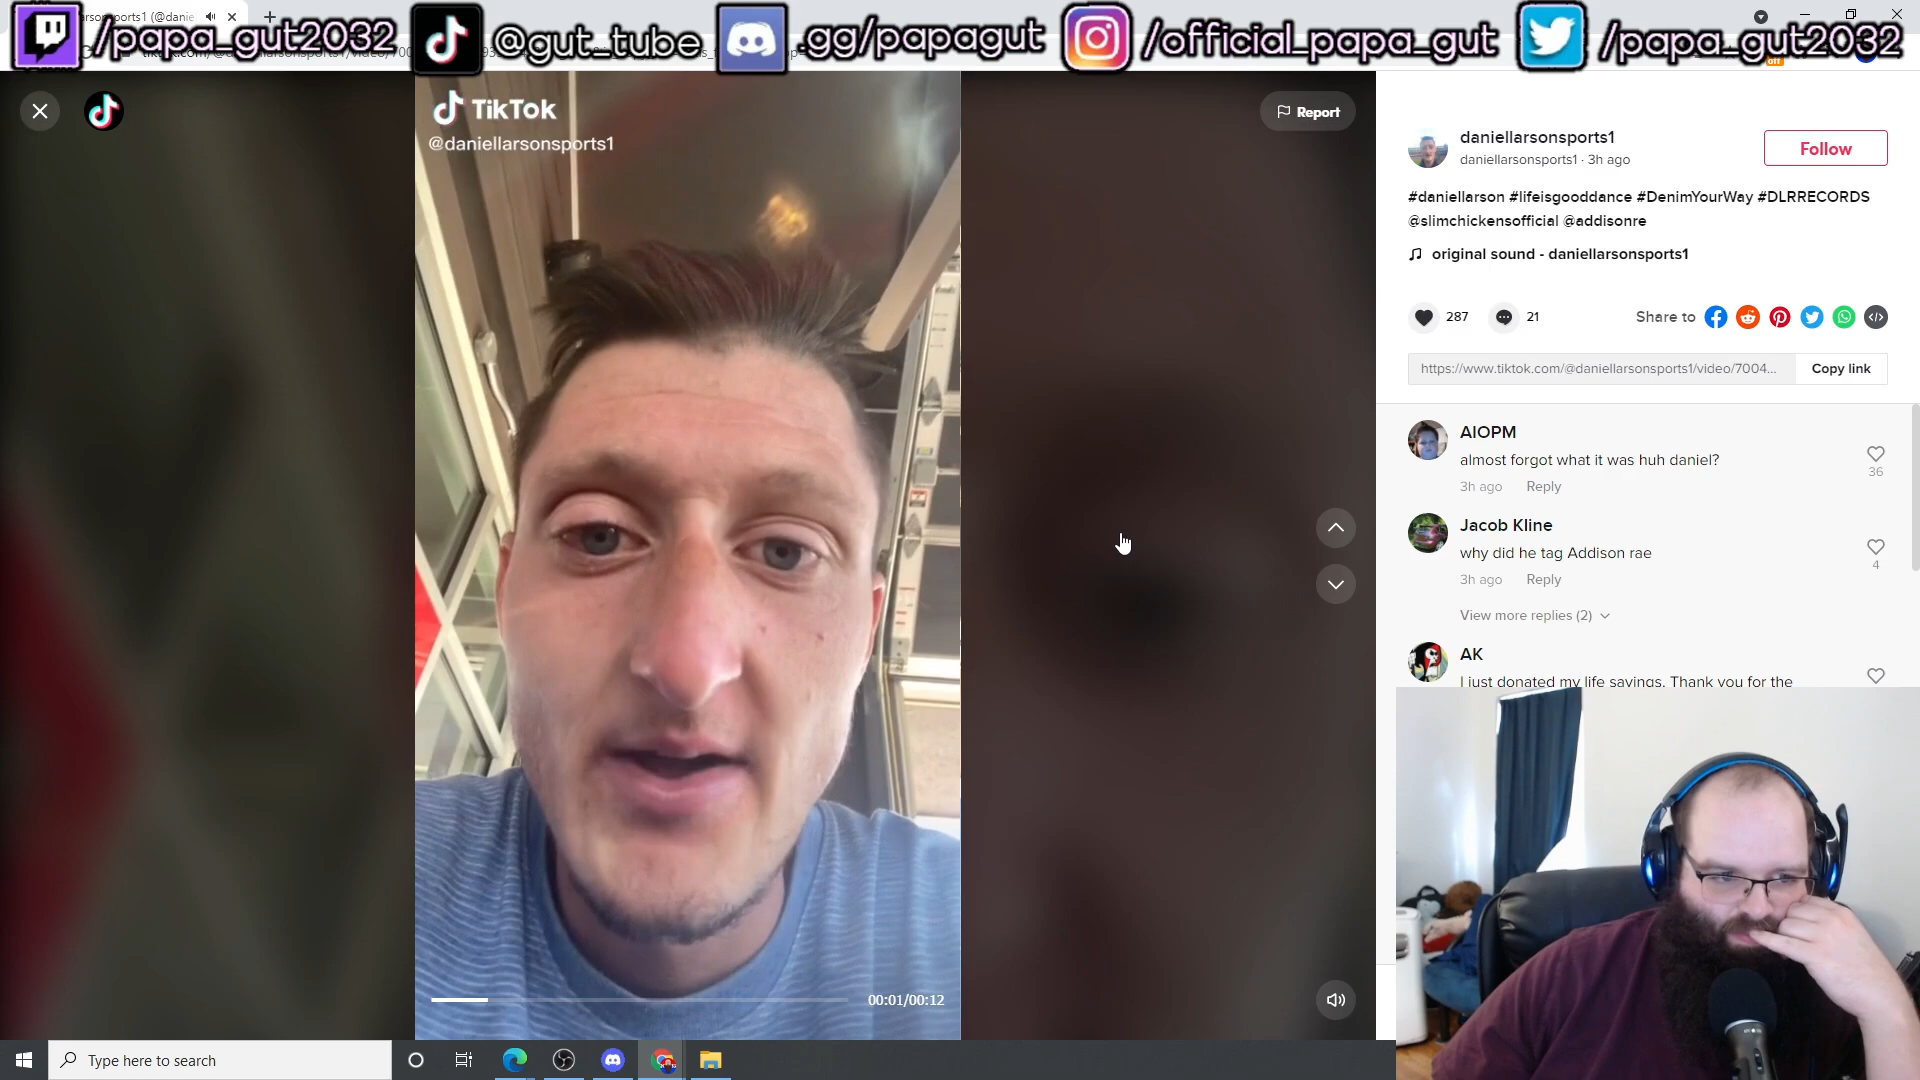 /papa_gut2032
@gut_tube
.gg/papagut
/official_papa_gut
/papa_gut2032
TikTok
@daniellarsonsports1
Report
daniellarsonsports1
daniellarsonsports1 · 3h ago
Follow
#daniellarson #lifeisgooddance #DenimYourWay #DLRRECORDS
@slimchickensofficial @addisonre
original sound - daniellarsonsports1
287
21
Share to
https://www.tiktok.com/@daniellarsonsports1/video/7004...
Copy link
AIOPM
almost forgot what it was huh daniel?
36
3h ago Reply
Jacob Kline
why did he tag Addison rae
4
3h ago Reply
View more replies (2)
AK
I just donated my life savings. Thank you for the
00:01/00:12
Type here to search